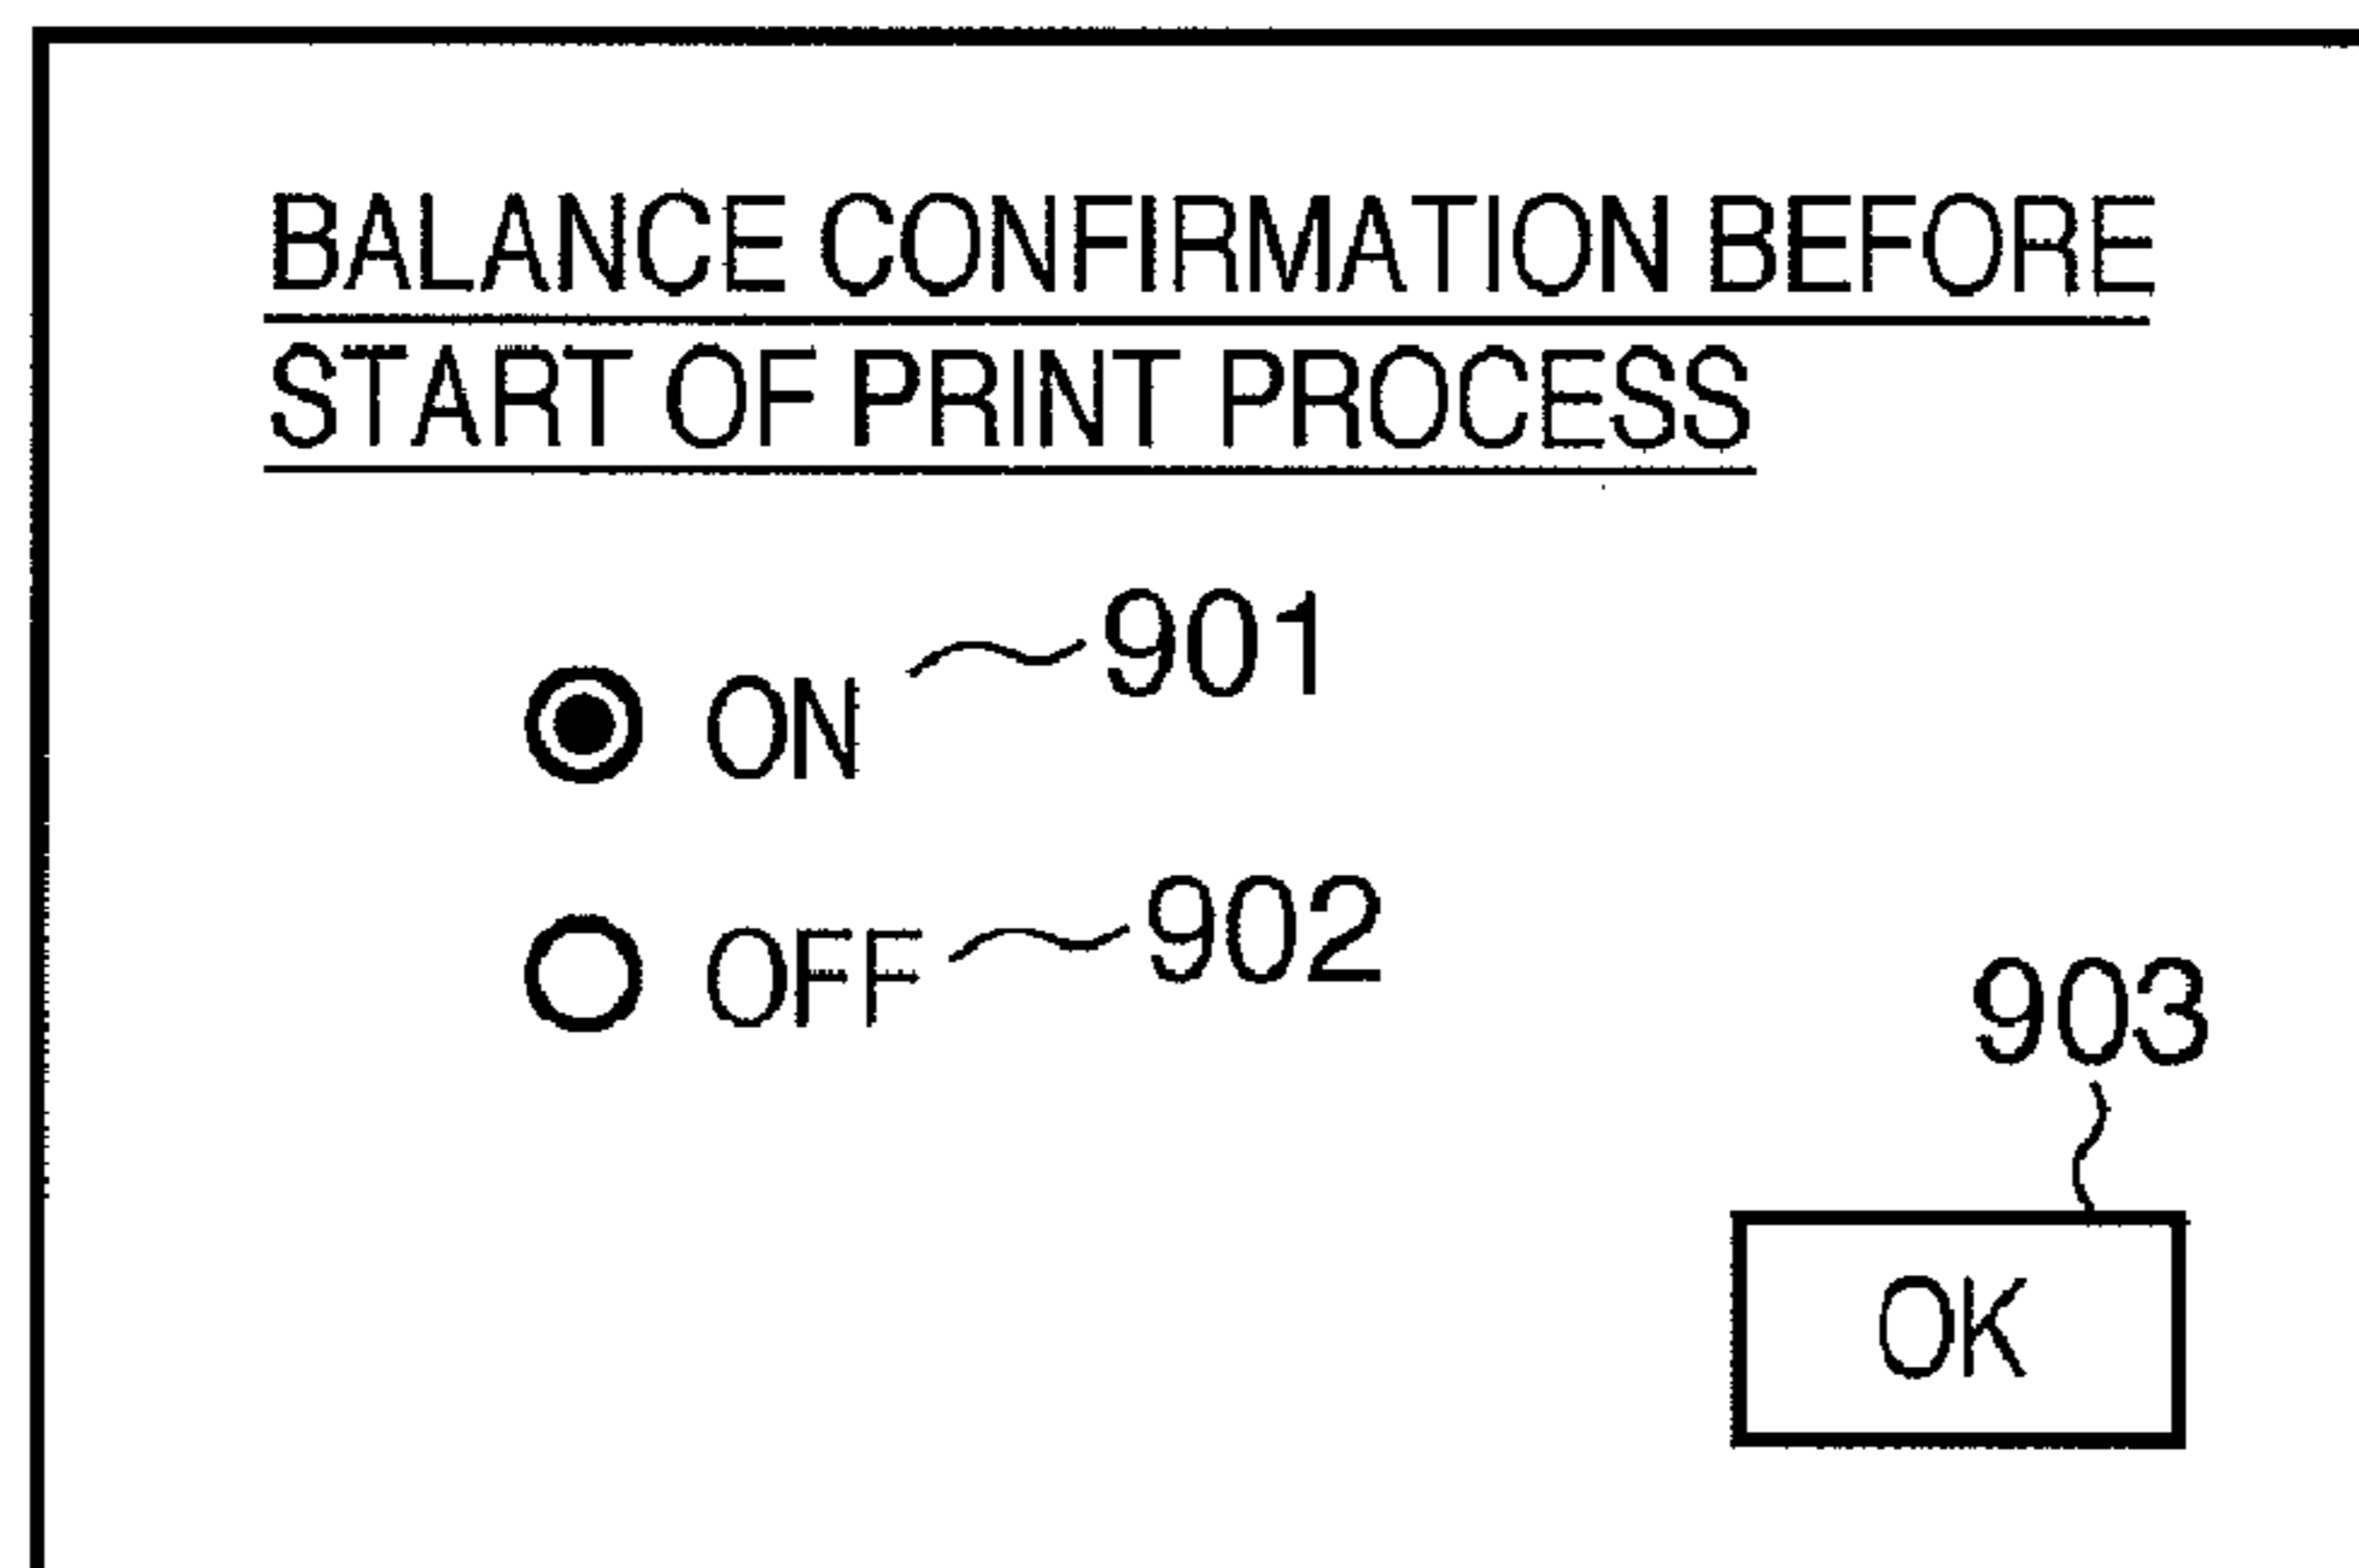 BALANCE CONFIRMATION BEFORE
START OF PRINT PROCESS
901
ON
902
OFF
903
OK